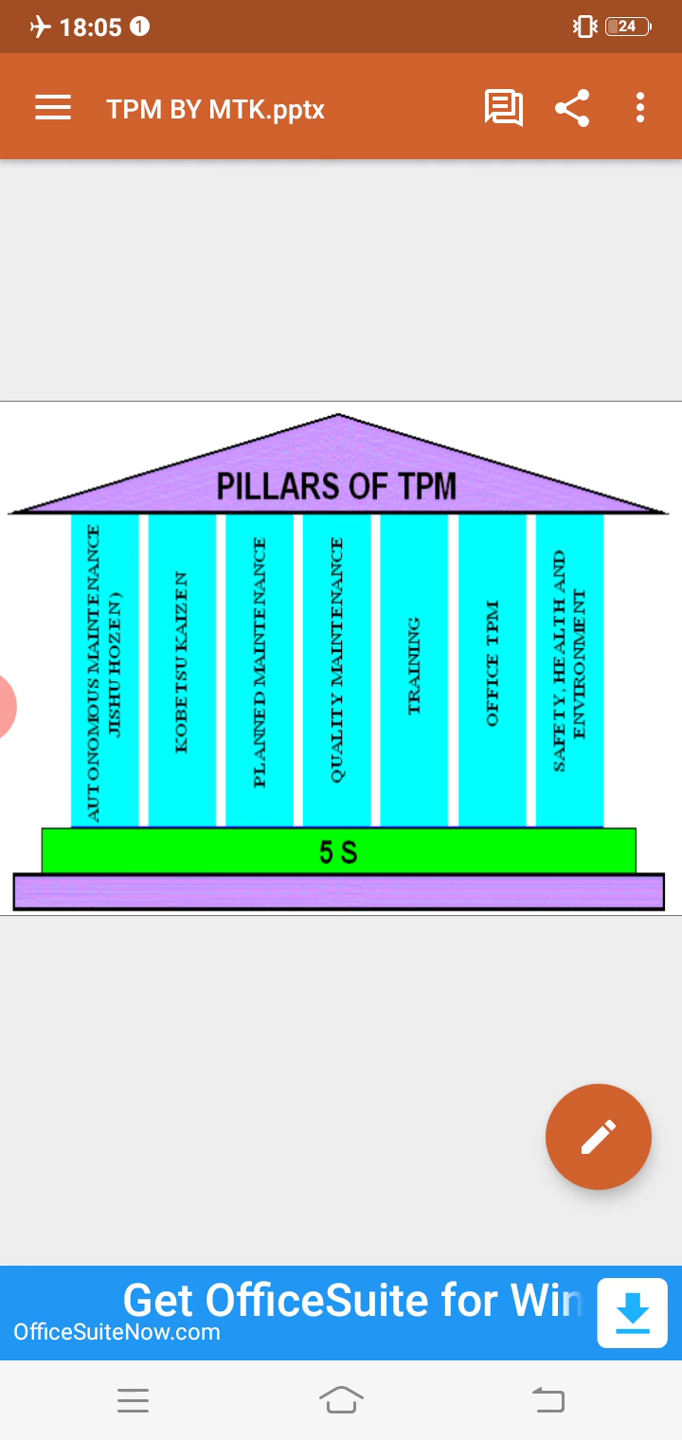 18:05 1
24
TPM BY MTK.pptx
PILLARS OF TPM
AUTONOMOUS MAINTENANCE
JISHU HOZEN)
KOBETSU KAIZEN
PLANNED MAINTENANCE
QUALITY MAINTENANCE
TRAINING
OFFICE TPM
SAFETY, HEALTH AND
ENVIRONMENT
5 S
Get OfficeSuite for Win
OfficeSuiteNow.com